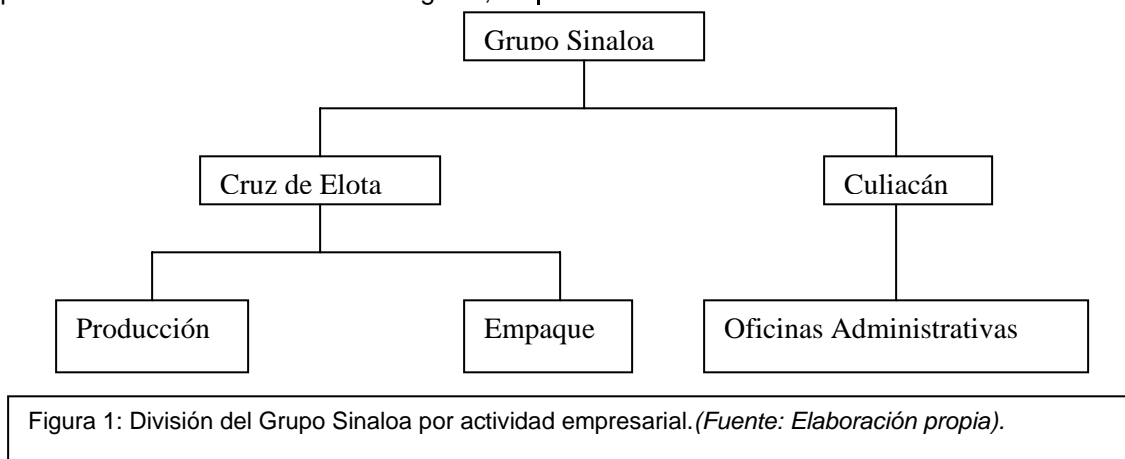 Grupo Sinaloa
Cruz de Elota
Culiacán
Producción
Empaque
Oficinas Administrativas
Figura 1: División del Grupo Sinaloa por actividad empresarial.(Fuente: Elaboración propia).